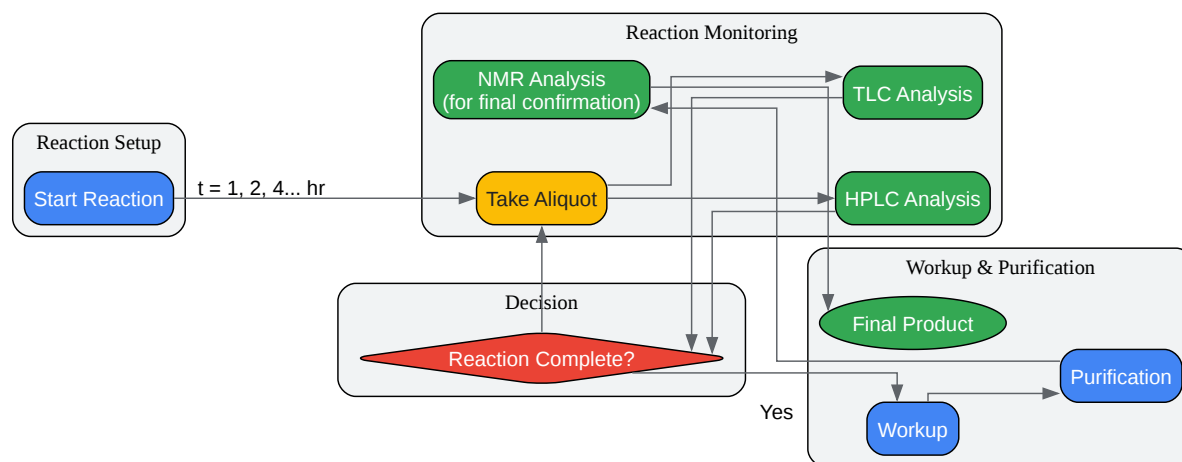 Reaction Monitoring
NMR Analysis
(for final confirmation)
TLC Analysis
Reaction Setup
Start Reaction
t = 1, 2, 4... hr
Take Aliquot
HPLC Analysis
Decision
Reaction Complete?
Workup & Purification
Final Product
Purification
Yes
Workup